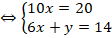 ⇔ {10x = 20
6x + y = 14